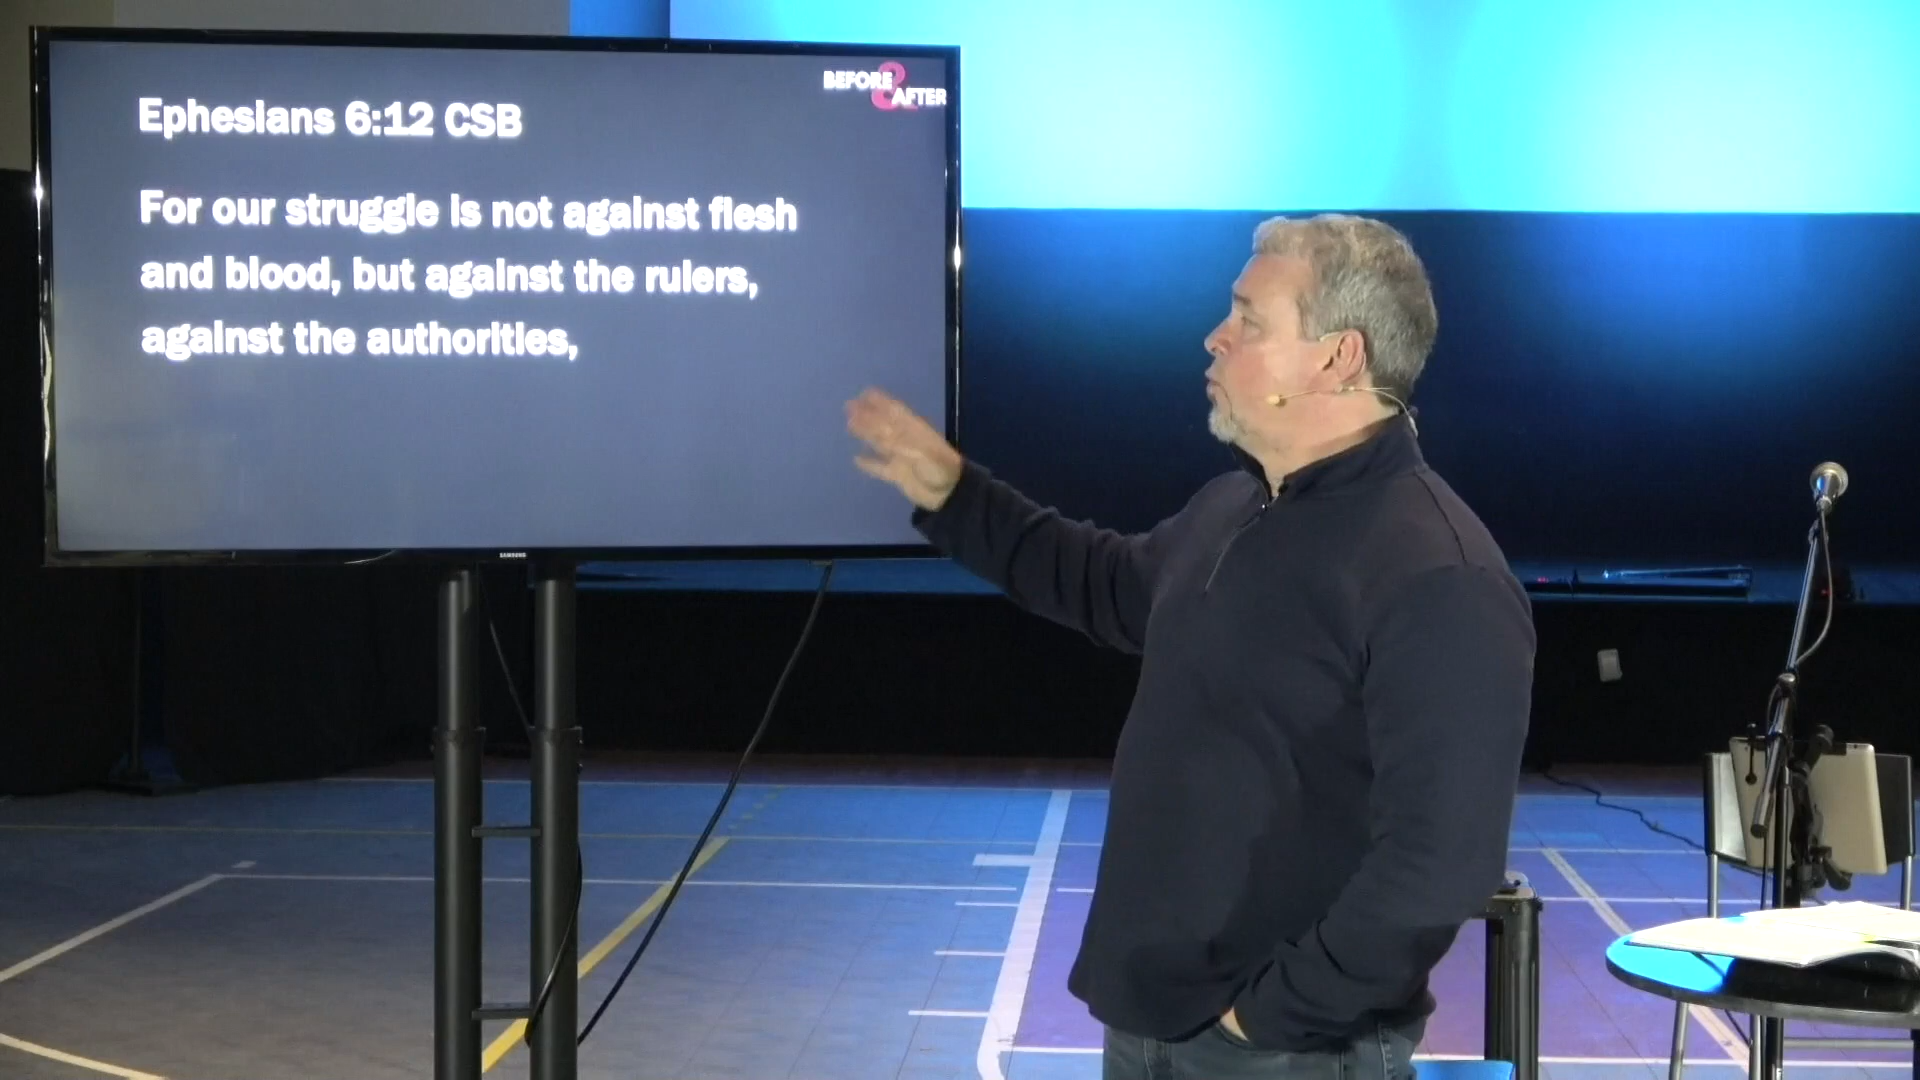 BEFORE
&
AFTER
Ephesians 6:12 CSB
For our struggle is not against flesh
and blood, but against the rulers,
against the authorities,
SAMSUNG